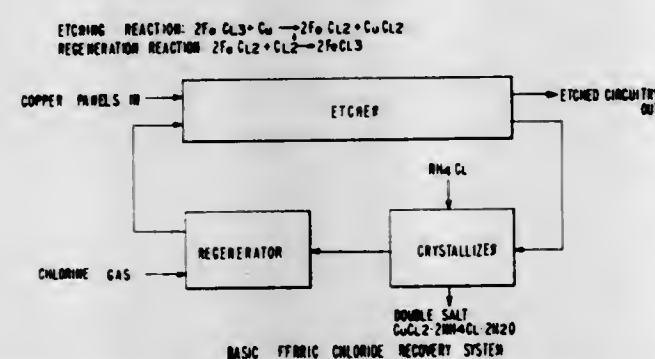 ETCHING REACTION: 2Fe CL3 + Cu → 2Fe CL2 + CuCL2
REGENERATION REACTION 2Fe CL2 + CL2 → 2FeCL3
COPPER PANELS IN
ETCHER
ETCHED CIRCUITRY
OUT
NH4 CL
REGENERATOR
CRYSTALLIZER
CHLORINE GAS
DOUBLE SALT
CuCL2·2NH4CL·2H2O
BASIC FERRIC CHLORIDE RECOVERY SYSTEM